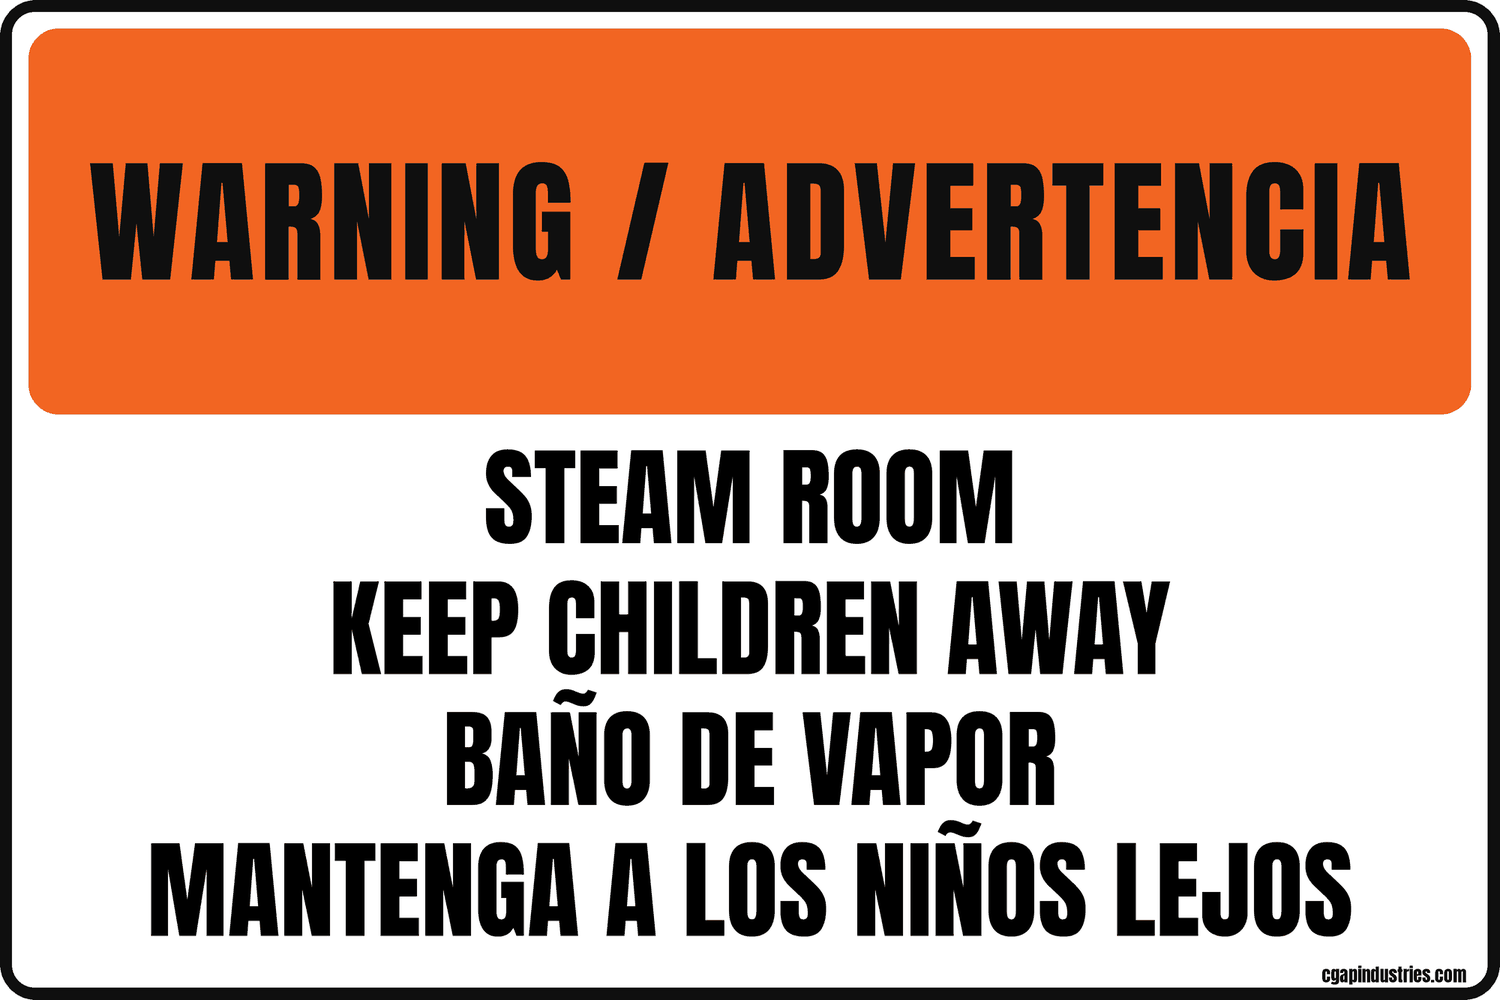 WARNING / ADVERTENCIA
STEAM ROOM
KEEP CHILDREN AWAY
BAÑO DE VAPOR
MANTENGA A LOS NIÑOS LEJOS
cgapindustries.com